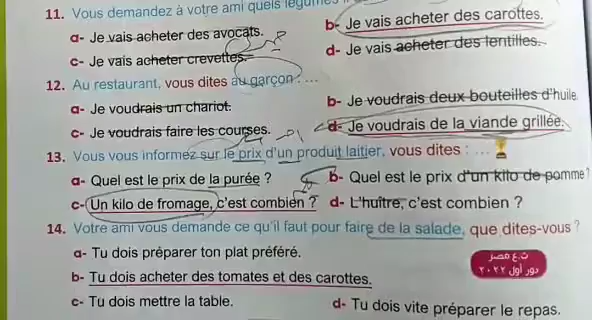 11. Vous demandez à votre ami quels légumes
a- Je vais acheter des avocats.
b- Je vais acheter des carottes.
c- Je vais acheter crevettes.
d- Je vais acheter des lentilles.
12. Au restaurant, vous dites au garçon : ...
a- Je voudrais un chariot.
b- Je voudrais deux bouteilles d'huile.
c- Je voudrais faire les courses.
d- Je voudrais de la viande grillée.
13. Vous vous informez sur le prix d'un produit laitier, vous dites : ...
a- Quel est le prix de la purée ?
b- Quel est le prix d'un kilo de pomme ?
c- Un kilo de fromage, c'est combien ?
d- L'huître, c'est combien ?
14. Votre ami vous demande ce qu'il faut pour faire de la salade, que dites-vous ?
a- Tu dois préparer ton plat préféré.
b- Tu dois acheter des tomates et des carottes.
ث.ع مصر
دور أول ٢٠٢٢
c- Tu dois mettre la table.
d- Tu dois vite préparer le repas.